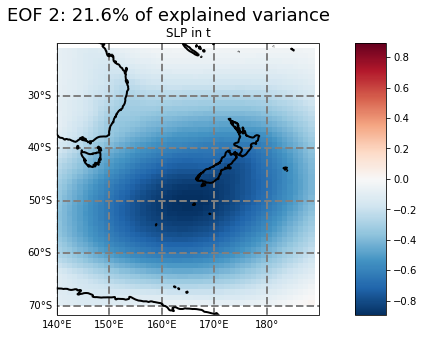 EOF 2: 21.6% of explained variance
SLP in t
30°S
40°S
50°S
60°S
70°S
140°E 150°E 160°E 170°E 180°
0.8
0.6
0.4
0.2
0.0
−0.2
−0.4
−0.6
−0.8